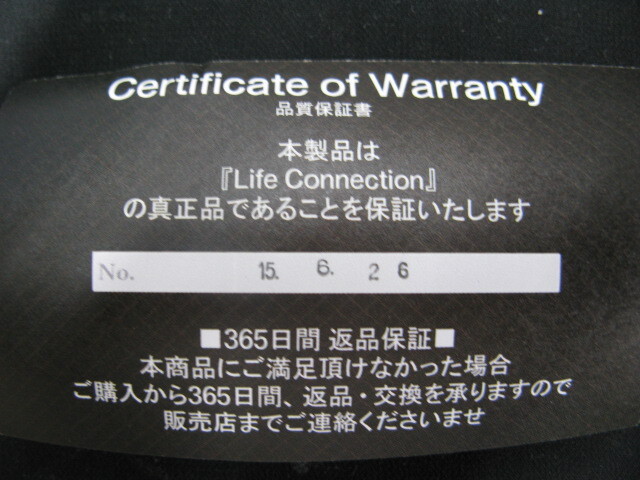 Certificate of Warranty
品質保証書
本製品は
『Life Connection』
の真正品であることを保証いたします
No. 15. 6. 26
■365日間 返品保証■
本商品にご満足頂けなかった場合
ご購入から365日間、返品・交換を承りますので
販売店までご連絡くださいませ